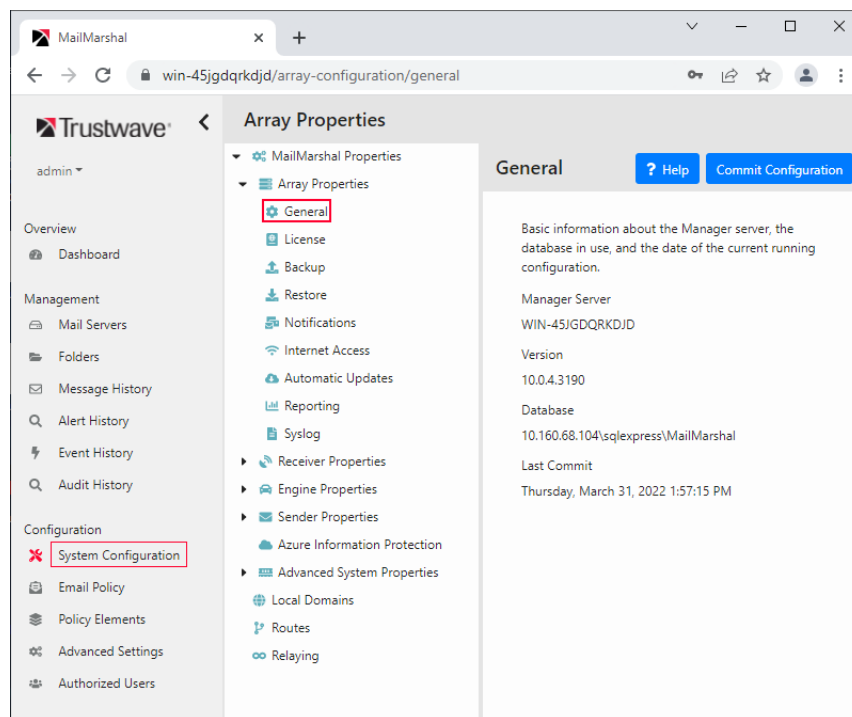 MailMarshal
win-45jgdqrkdjd/array-configuration/general
Trustwave
admin
Overview
Dashboard
Management
Mail Servers
Folders
Message History
Alert History
Event History
Audit History
Configuration
System Configuration
Email Policy
Policy Elements
Advanced Settings
Authorized Users
Array Properties
MailMarshal Properties
Array Properties
General
License
Backup
Restore
Notifications
Internet Access
Automatic Updates
Reporting
Syslog
Receiver Properties
Engine Properties
Sender Properties
Azure Information Protection
Advanced System Properties
Local Domains
Routes
Relaying
General
? Help
Commit Configuration
Basic information about the Manager server, the
database in use, and the date of the current running
configuration.
Manager Server
WIN-45JGDQRKDJD
Version
10.0.4.3190
Database
10.160.68.104\sqlexpress\MailMarshal
Last Commit
Thursday, March 31, 2022 1:57:15 PM